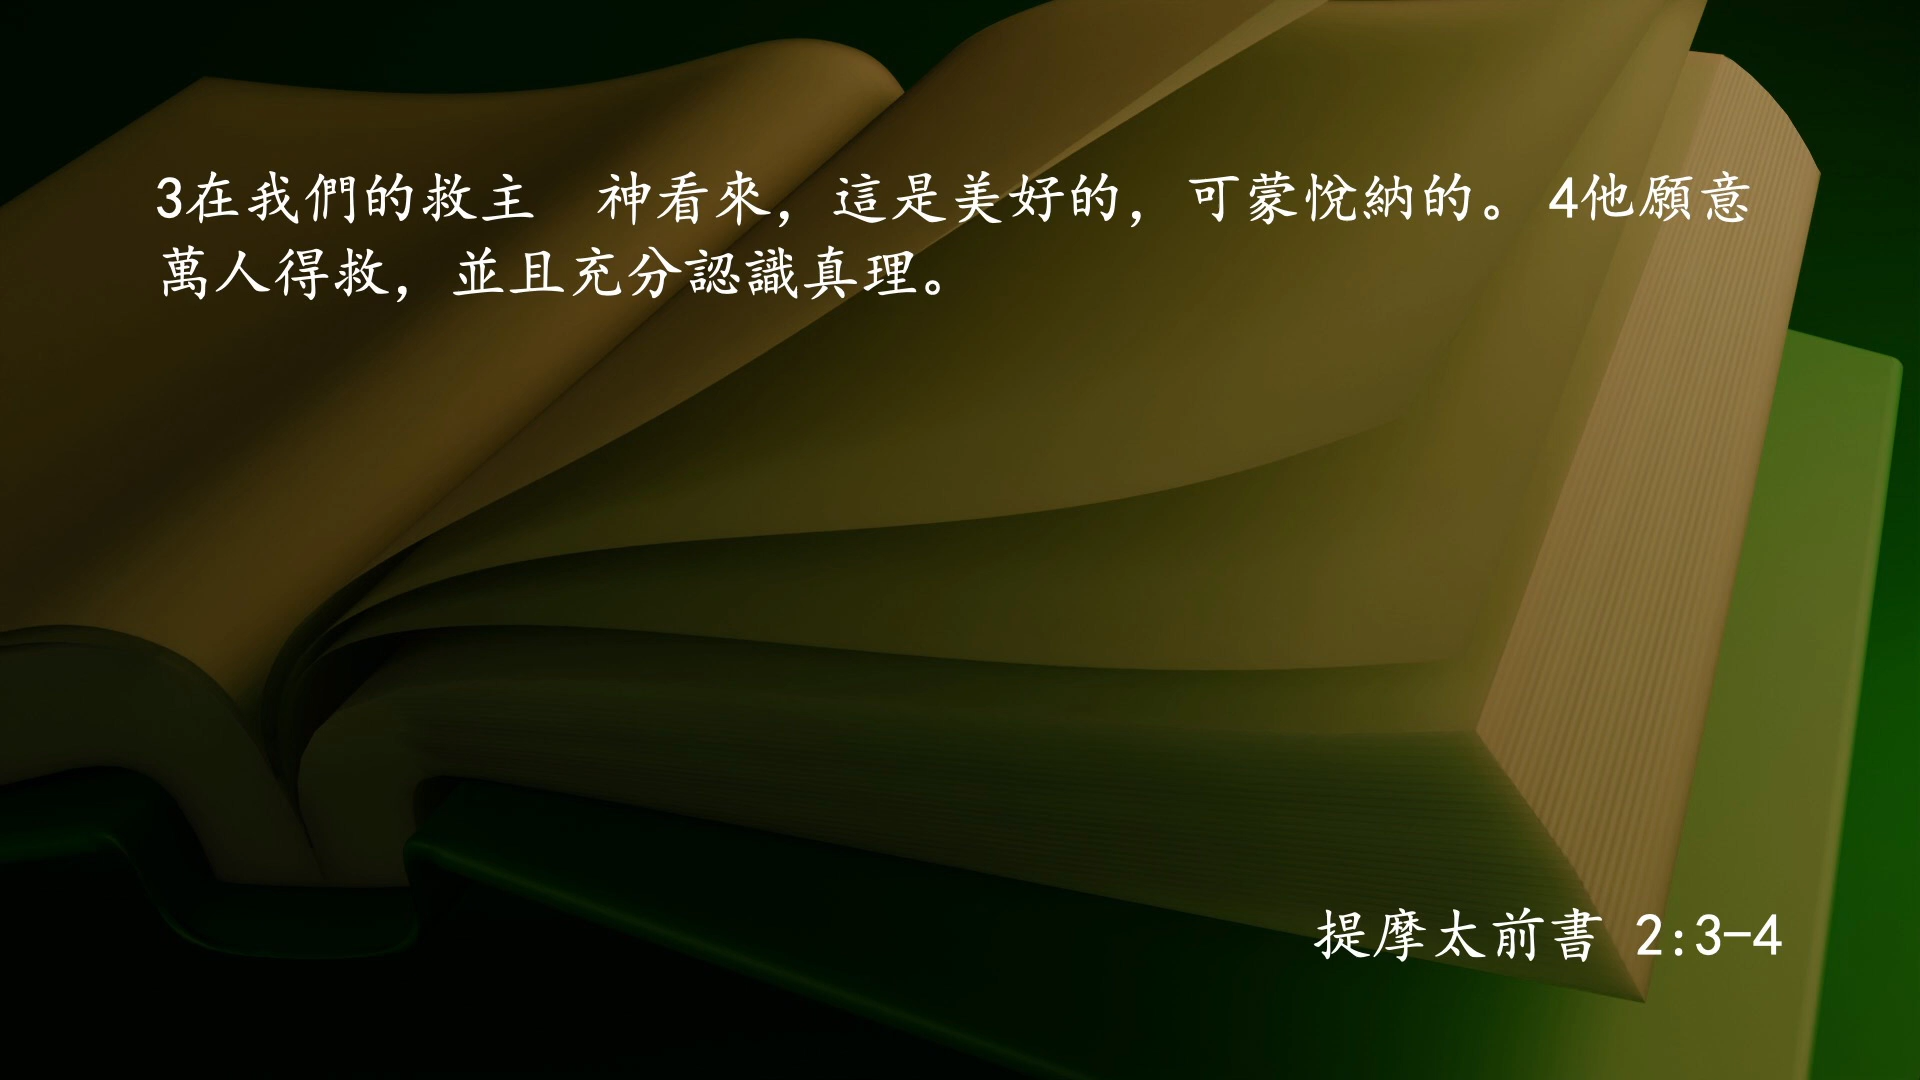 3在我們的救主　神看來，這是美好的，可蒙悅納的。 4他願意
萬人得救，並且充分認識真理。
提摩太前書 2:3-4